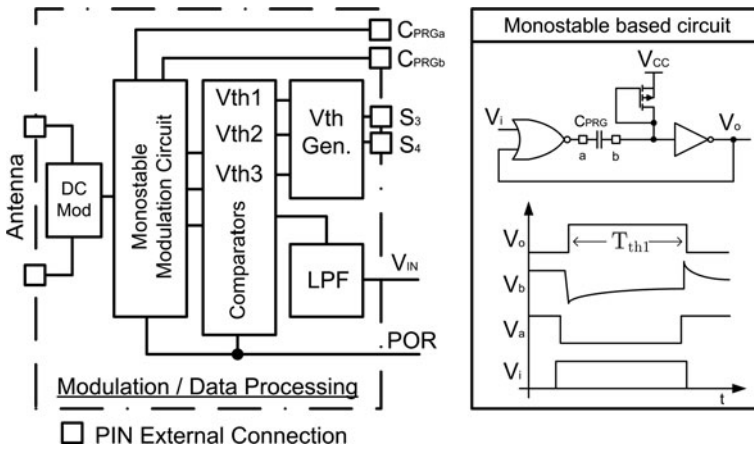 CPRGa
CPRGb
Antenna
DC
Mod
Monostable
Modulation Circuit
Comparators
Vth1
Vth2
Vth3
Vth
Gen.
S3
S4
LPF
VIN
POR
Modulation / Data Processing
PIN External Connection
Monostable based circuit
VCC
Vi
CPRG
a
b
Vo
Vo
Tth1
Vb
Va
Vi
t